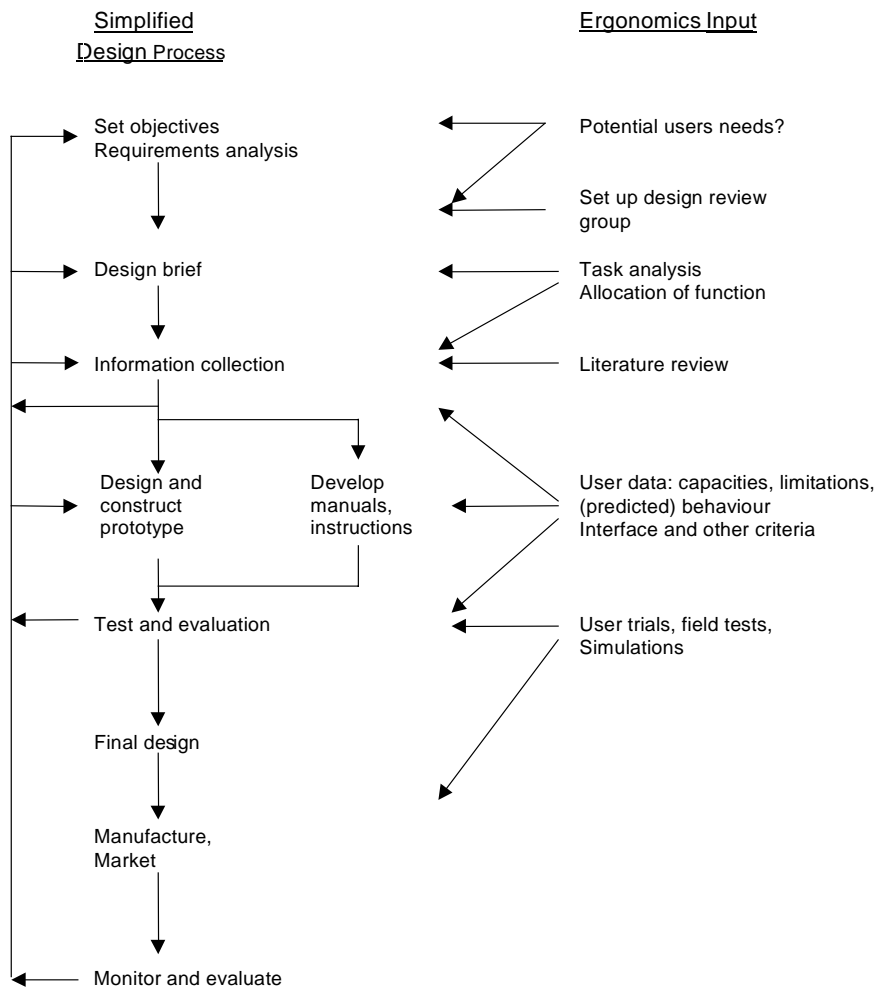 Simplified
Design Process
Ergonomics Input
Set objectives
Requirements analysis
Potential users needs?
Set up design review
group
Design brief
Task analysis
Allocation of function
Information collection
Literature review
Design and
construct
prototype
Develop
manuals,
instructions
User data: capacities, limitations,
(predicted) behaviour
Interface and other criteria
Test and evaluation
User trials, field tests,
Simulations
Final design
Manufacture,
Market
Monitor and evaluate